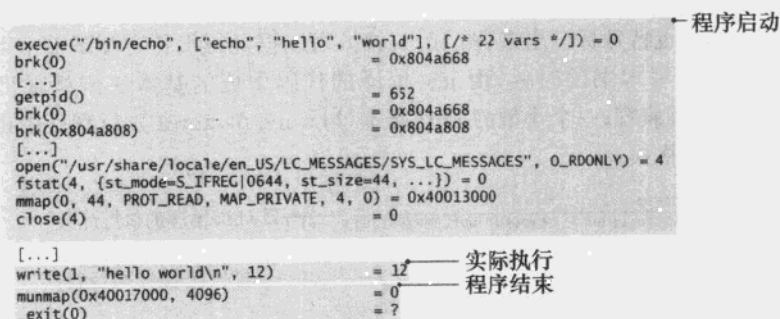 程序启动
execve("/bin/echo", ["echo", "hello", "world"], [/* 22 vars */]) = 0
brk(0) = 0x804a668
[...]
getpid() = 652
brk(0) = 0x804a668
brk(0x804a808) = 0x804a808
[...]
open("/usr/share/locale/en_US/LC_MESSAGES/SYS_LC_MESSAGES", O_RDONLY) = 4
fstat(4, {st_mode=S_IFREG|0644, st_size=44, ...}) = 0
mmap(0, 44, PROT_READ, MAP_PRIVATE, 4, 0) = 0x40013000
close(4) = 0
[...]
write(1, "hello world\n", 12) = 12 实际执行
munmap(0x40017000, 4096) = 0 程序结束
_exit(0) = ?